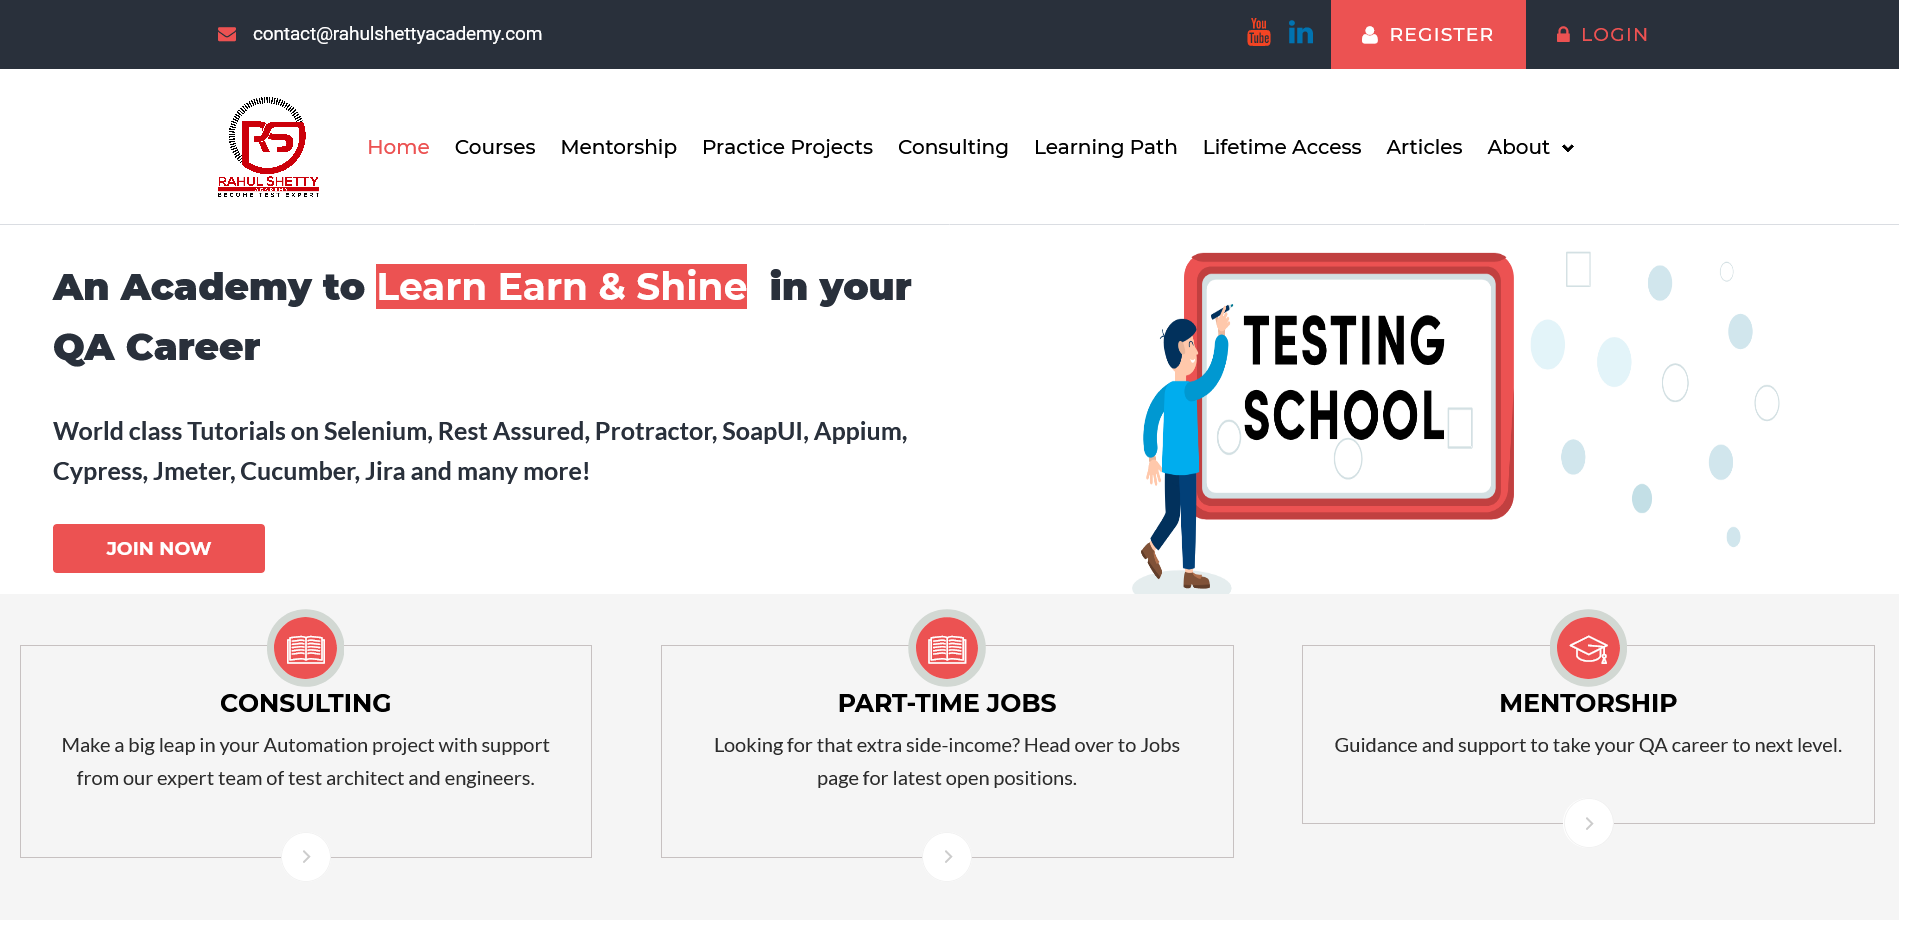 contact@rahulshettyacademy.com
You
Tube
in
REGISTER
LOGIN
RS
RAHUL SHETTY
ACADEMY
BECOME TEST EXPERT
Home Courses Mentorship Practice Projects Consulting Learning Path Lifetime Access Articles About
An Academy to Learn Earn & Shine in your
QA Career
World class Tutorials on Selenium, Rest Assured, Protractor, SoapUI, Appium,
Cypress, Jmeter, Cucumber, Jira and many more!
JOIN NOW
TESTING
SCHOOL
CONSULTING
Make a big leap in your Automation project with support
from our expert team of test architect and engineers.
PART-TIME JOBS
Looking for that extra side-income? Head over to Jobs
page for latest open positions.
MENTORSHIP
Guidance and support to take your QA career to next level.